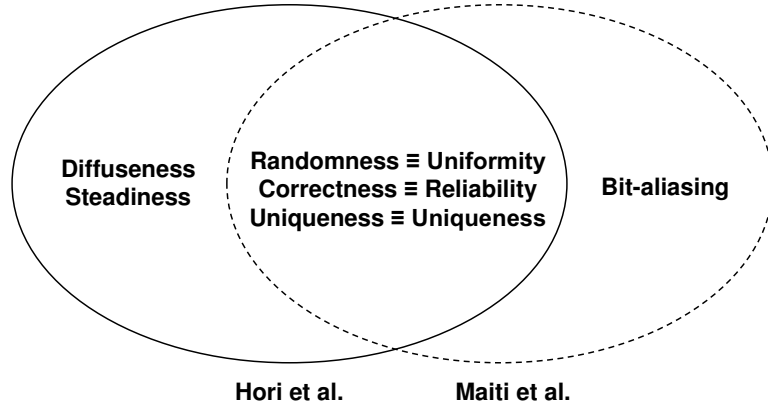 Diffuseness
Steadiness
Randomness ≡ Uniformity
Correctness ≡ Reliability
Uniqueness ≡ Uniqueness
Bit-aliasing
Hori et al.
Maiti et al.